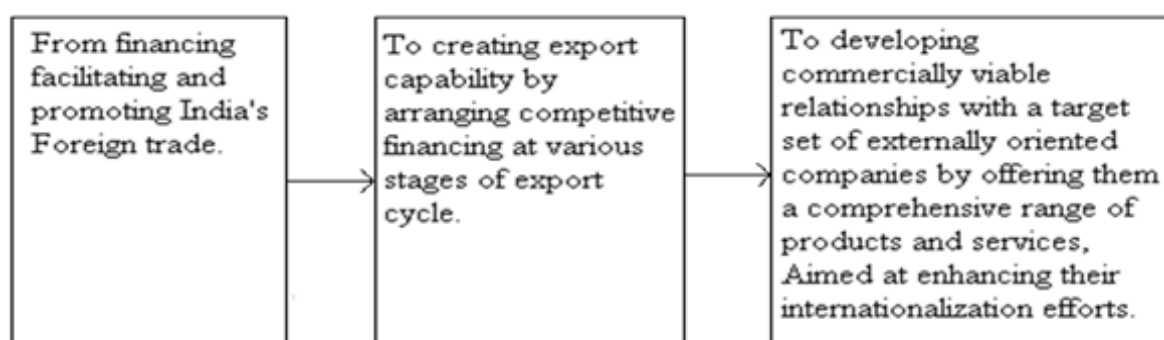 From financing
facilitating and
promoting India's
Foreign trade.
To creating export
capability by
arranging competitive
financing at various
stages of export
cycle.
To developing
commercially viable
relationships with a target
set of externally oriented
companies by offering them
a comprehensive range of
products and services,
Aimed at enhancing their
internationalization efforts.